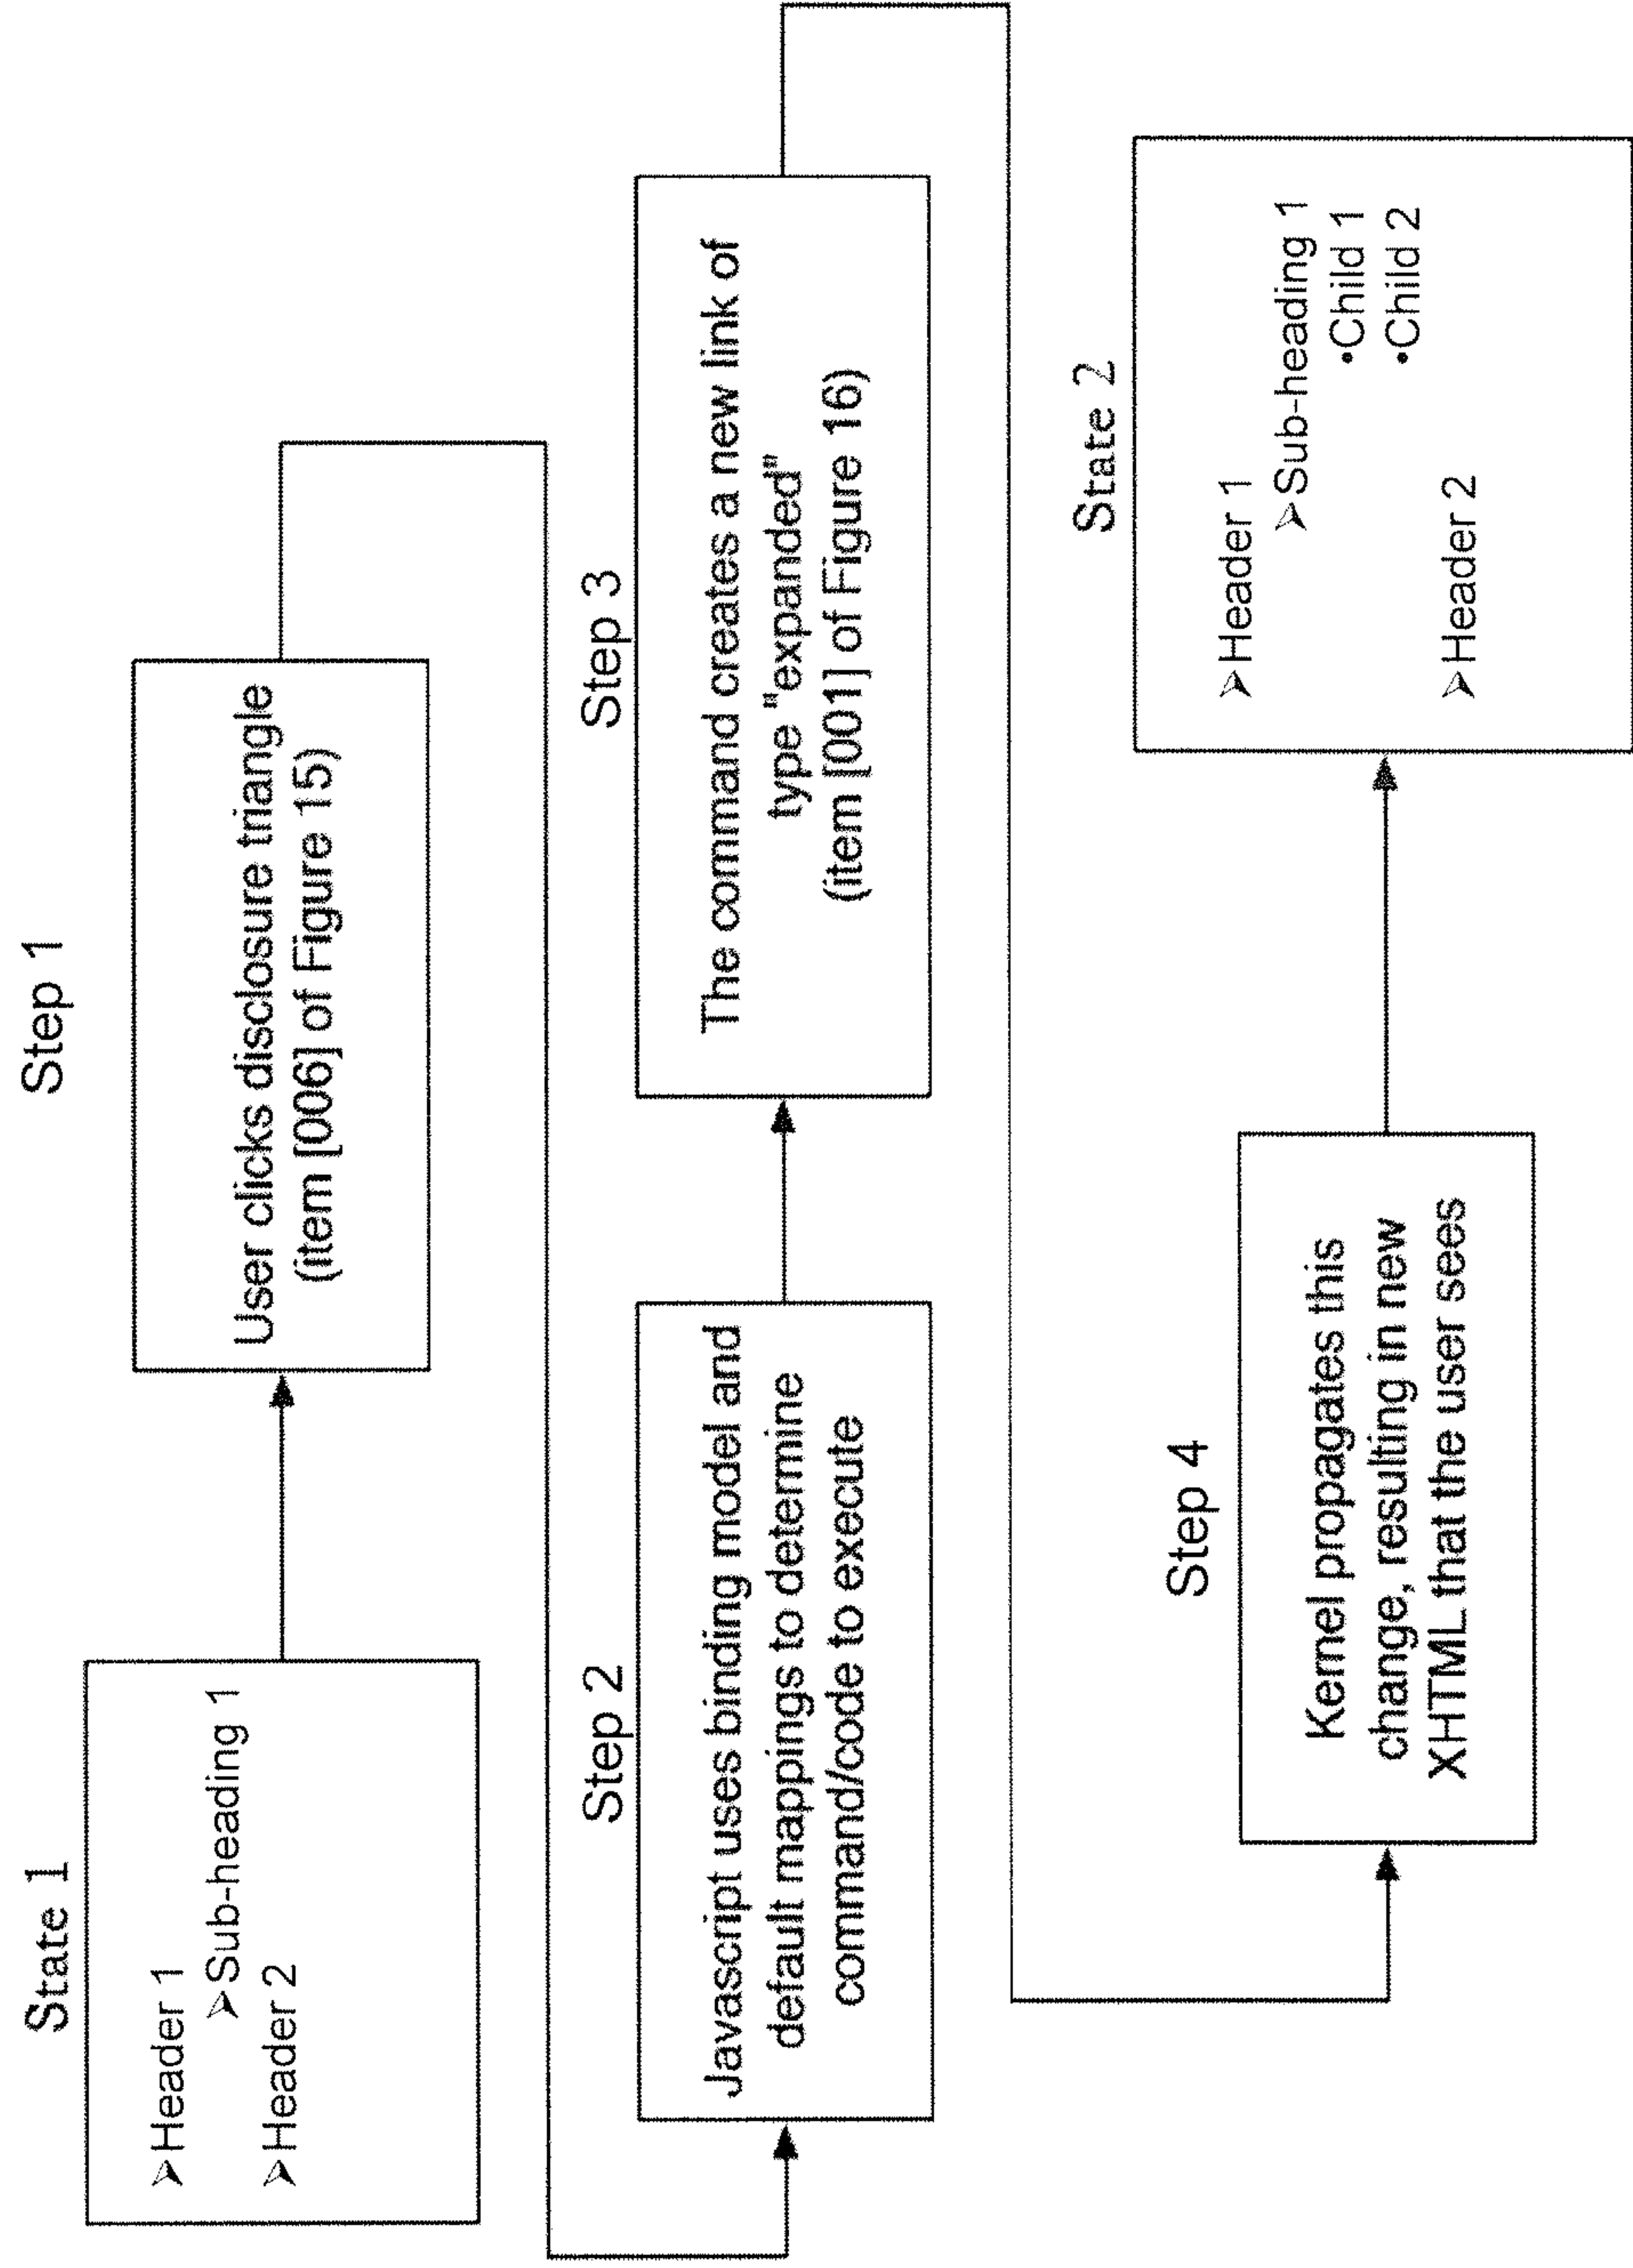 State 1
➢Header 1
➢Sub-heading 1
➢Header 2
Step 1
User clicks disclosure triangle
(item [006] of Figure 15)
Step 2
Javascript uses binding model and
default mappings to determine
command/code to execute
Step 3
The command creates a new link of
type "expanded"
(item [001] of Figure 16)
Step 4
Kernel propagates this
change, resulting in new
XHTML that the user sees
State 2
➢Header 1
➢Sub-heading 1
•Child 1
•Child 2
➢Header 2